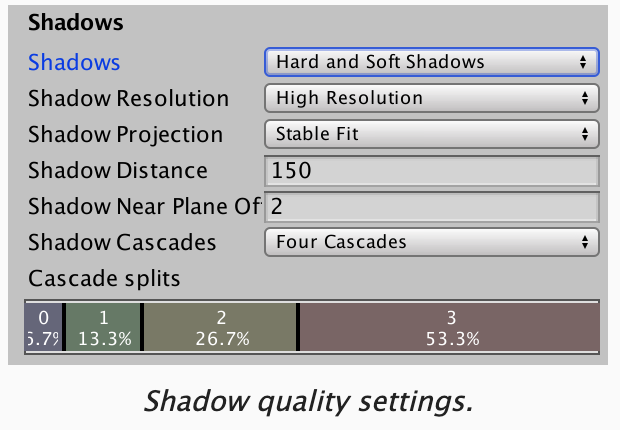 Shadows
Shadows Hard and Soft Shadows
Shadow Resolution High Resolution
Shadow Projection Stable Fit
Shadow Distance 150
Shadow Near Plane Of 2
Shadow Cascades Four Cascades
Cascade splits
0 1 2 3
6.7% 13.3% 26.7% 53.3%
Shadow quality settings.